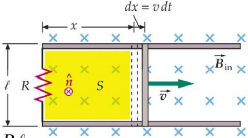 dx = v dt
x
B⃗in
ℓ
R
n̂
S
v⃗